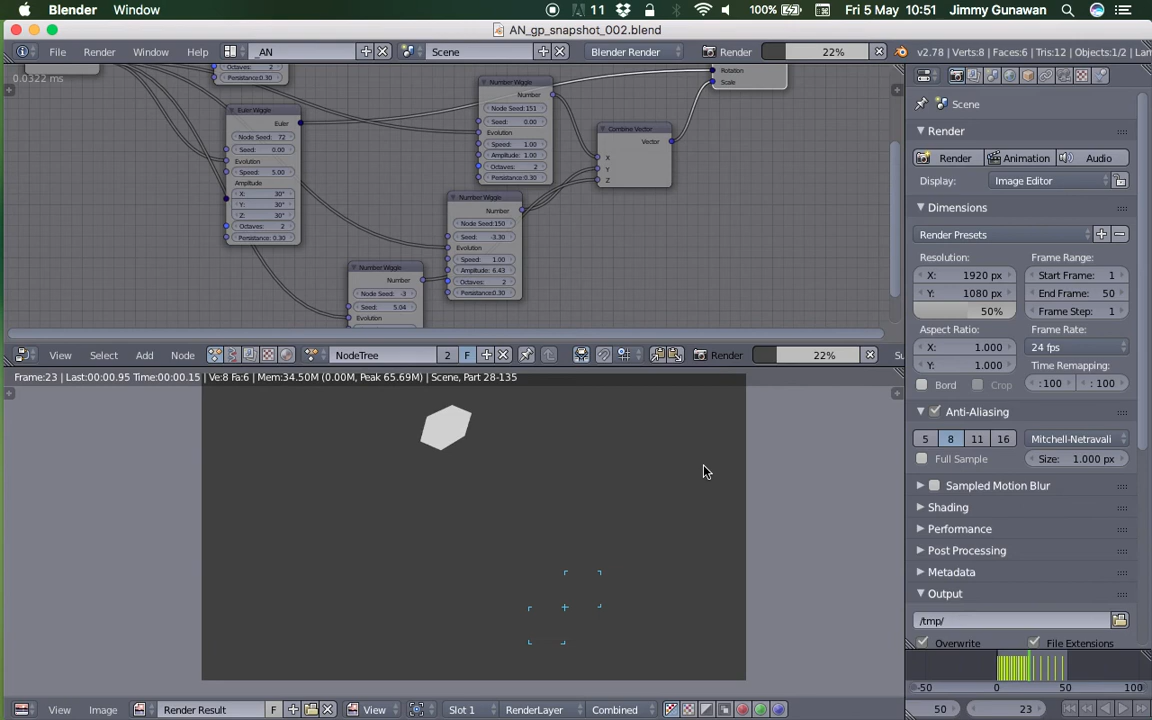 Blender Window 11 100% Fri 5 May 10:51 Jimmy Gunawan
AN_gp_snapshot_002.blend
File Render Window Help _AN Scene Blender Render Render 22% v2.78 | Verts:8 | Faces:6 | Tris:12 | Objects:1/2 | Lam
0.0322 ms
Octaves: 2
Persistance:0.30
Euler Wiggle
Euler
Node Seed: 72
Seed: 0.00
Evolution
Speed: 5.00
Amplitude
X: 30°
Y: 30°
Z: 30°
Octaves: 2
Persistance: 0.30
Number Wiggle
Number
Node Seed:151
Seed: 0.00
Evolution
Speed: 1.00
Amplitude: 1.00
Octaves: 2
Persistance:0.30
Number Wiggle
Number
Node Seed:150
Seed: -3.30
Evolution
Speed: 1.00
Amplitude: 6.43
Octaves: 2
Persistance:0.30
Number Wiggle
Number
Node Seed: -3
Seed: 5.04
Evolution
Combine Vector
Vector
X
Y
Z
Rotation
Scale
View Select Add Node NodeTree 2 F Render 22% Su
Frame:23 | Last:00:00.95 Time:00:00.15 | Ve:8 Fa:6 | Mem:34.50M (0.00M, Peak 65.69M) | Scene, Part 28-135
View Image Render Result F View Slot 1 RenderLayer Combined
Scene
Render
Render Animation Audio
Display: Image Editor
Dimensions
Render Presets
Resolution: Frame Range:
X: 1920 px Start Frame: 1
Y: 1080 px End Frame: 50
50% Frame Step: 1
Aspect Ratio: Frame Rate:
X: 1.000 24 fps
Y: 1.000 Time Remapping:
Bord Crop :100 : 100
Anti-Aliasing
5 8 11 16 Mitchell-Netravali
Full Sample Size: 1.000 px
Sampled Motion Blur
Shading
Performance
Post Processing
Metadata
Output
/tmp/
Overwrite File Extensions
-50 0 50 100
50 23